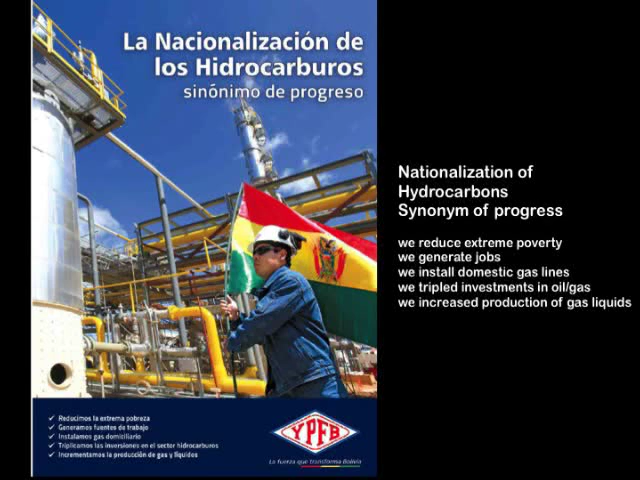 La Nacionalización de
los Hidrocarburos
sinónimo de progreso
Reducimos la extrema pobreza
Generamos fuentes de trabajo
Instalamos gas domiciliario
Triplicamos las inversiones en el sector hidrocarburos
Incrementamos la producción de gas y líquidos
YPFB
La fuerza que transforma Bolivia
Nationalization of
Hydrocarbons
Synonym of progress
we reduce extreme poverty
we generate jobs
we install domestic gas lines
we tripled investments in oil/gas
we increased production of gas liquids